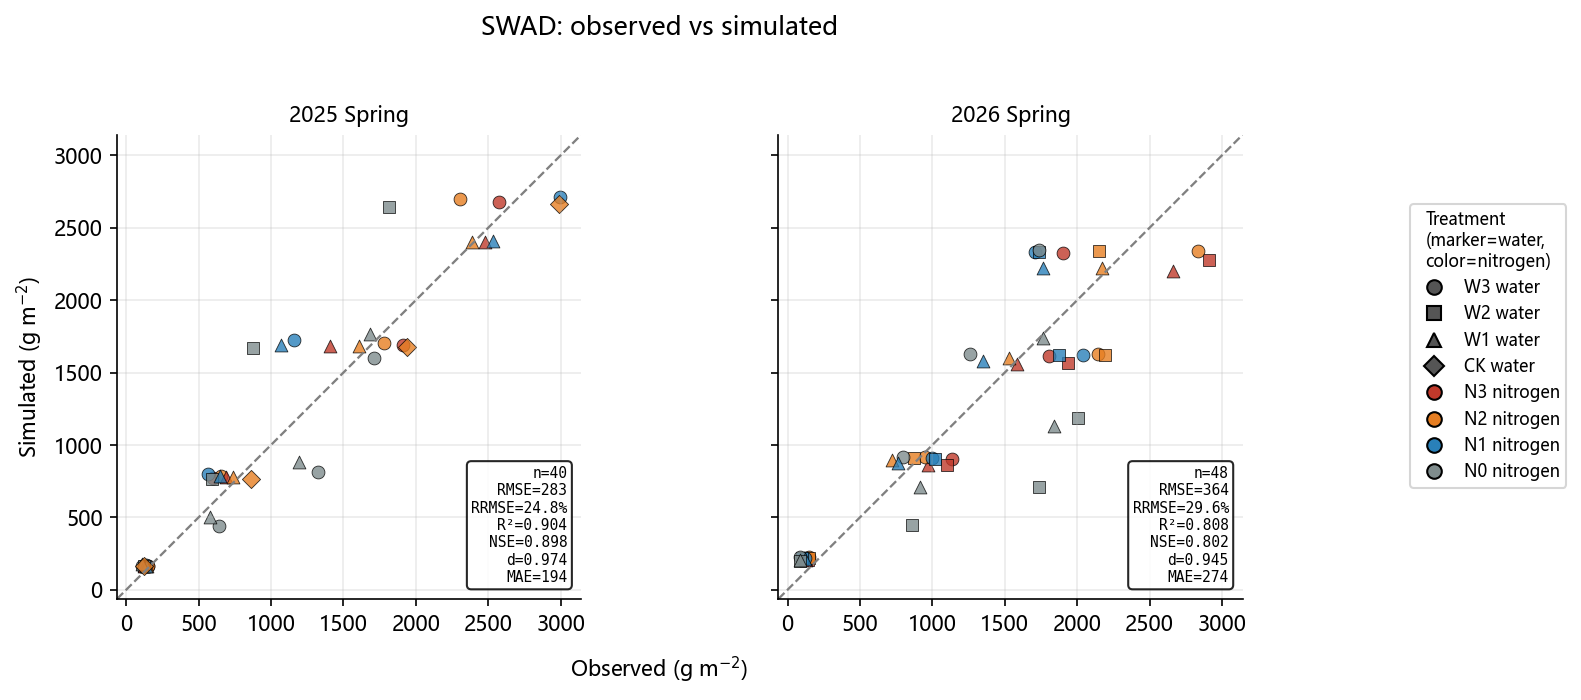 SWAD: observed vs simulated
2025 Spring
2026 Spring
Simulated (g m⁻²)
3000
2500
2000
1500
1000
500
0
0 500 1000 1500 2000 2500 3000
n=40
RMSE=283
RRMSE=24.8%
R²=0.904
NSE=0.898
d=0.974
MAE=194
0 500 1000 1500 2000 2500 3000
n=48
RMSE=364
RRMSE=29.6%
R²=0.808
NSE=0.802
d=0.945
MAE=274
Observed (g m⁻²)
Treatment
(marker=water,
color=nitrogen)
W3 water
W2 water
W1 water
CK water
N3 nitrogen
N2 nitrogen
N1 nitrogen
N0 nitrogen